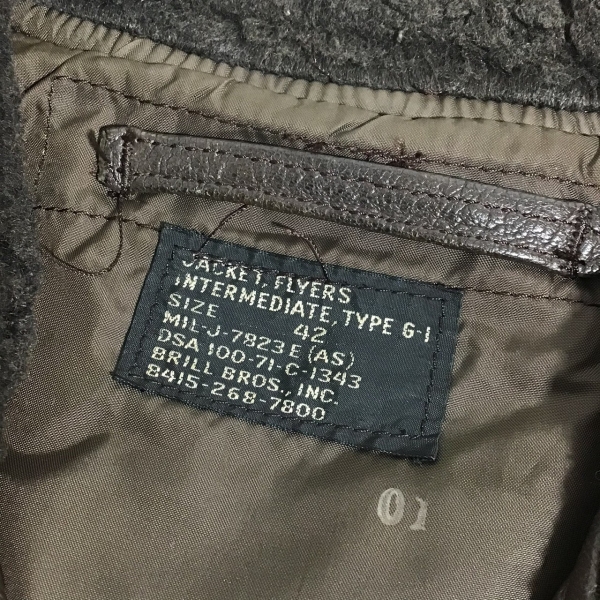 JACKET, FLYERS
INTERMEDIATE, TYPE G-1
SIZE 42
MIL-J-7823E (AS)
DSA 100-71-C-1343
BRILL BROS., INC.
8415-268-7800
01